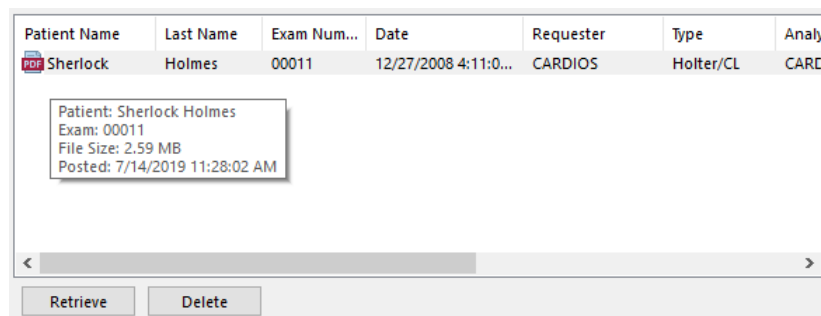 Patient Name Last Name Exam Num... Date Requester Type Analy
PDF Sherlock Holmes 00011 12/27/2008 4:11:0... CARDIOS Holter/CL CARD
Patient: Sherlock Holmes
Exam: 00011
File Size: 2.59 MB
Posted: 7/14/2019 11:28:02 AM
Retrieve Delete